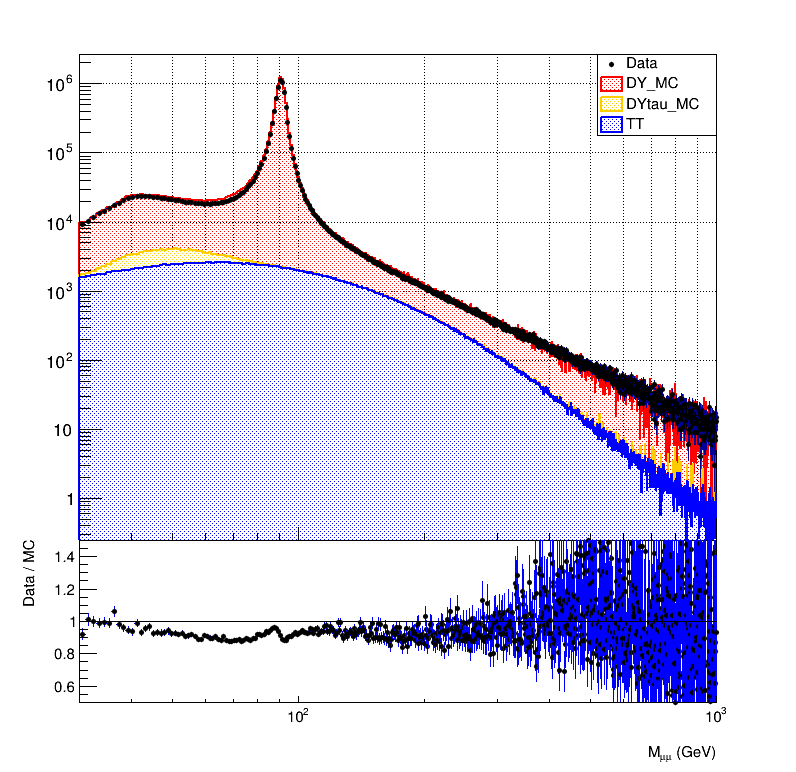 Data
DY_MC
DYtau_MC
TT
10⁶
10⁵
10⁴
10³
10²
10
1
Data / MC
1.4
1.2
1
0.8
0.6
10²
10³
Mμμ (GeV)